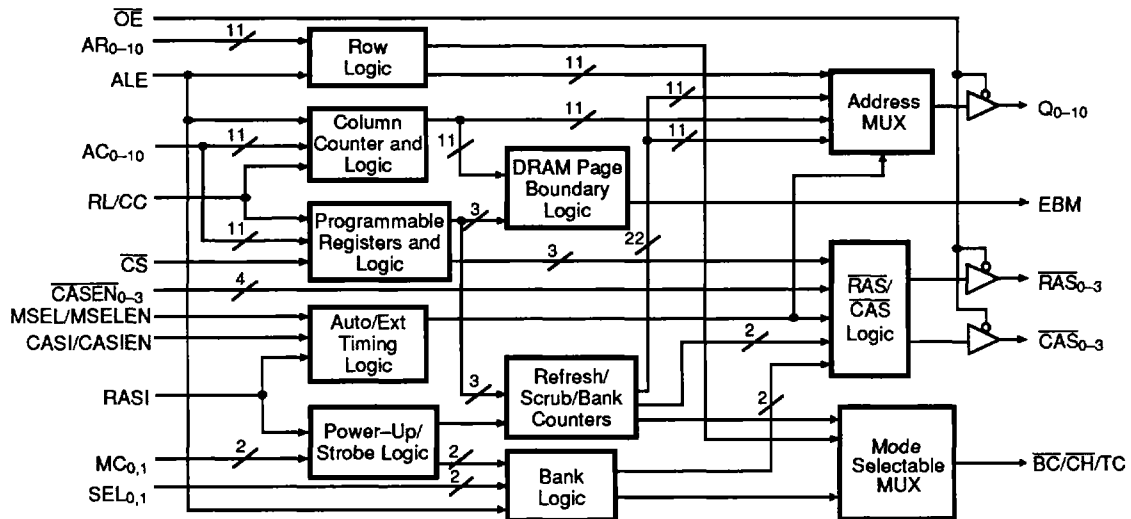 OE
AR0–10
ALE
AC0–10
RL/CC
CS
CASEN0–3
MSEL/MSELEN
CASI/CASIEN
RASI
MC0,1
SEL0,1
11
11
11
4
2
2
Row
Logic
Column
Counter and
Logic
Programmable
Registers and
Logic
Auto/Ext
Timing
Logic
Power–Up/
Strobe Logic
11
11
11
3
3
3
2
DRAM Page
Boundary
Logic
Refresh/
Scrub/Bank
Counters
Bank
Logic
2
11
11
22
2
2
Address
MUX
RAS/
CAS
Logic
Mode
Selectable
MUX
Q0–10
EBM
RAS0–3
CAS0–3
BC/CH/TC